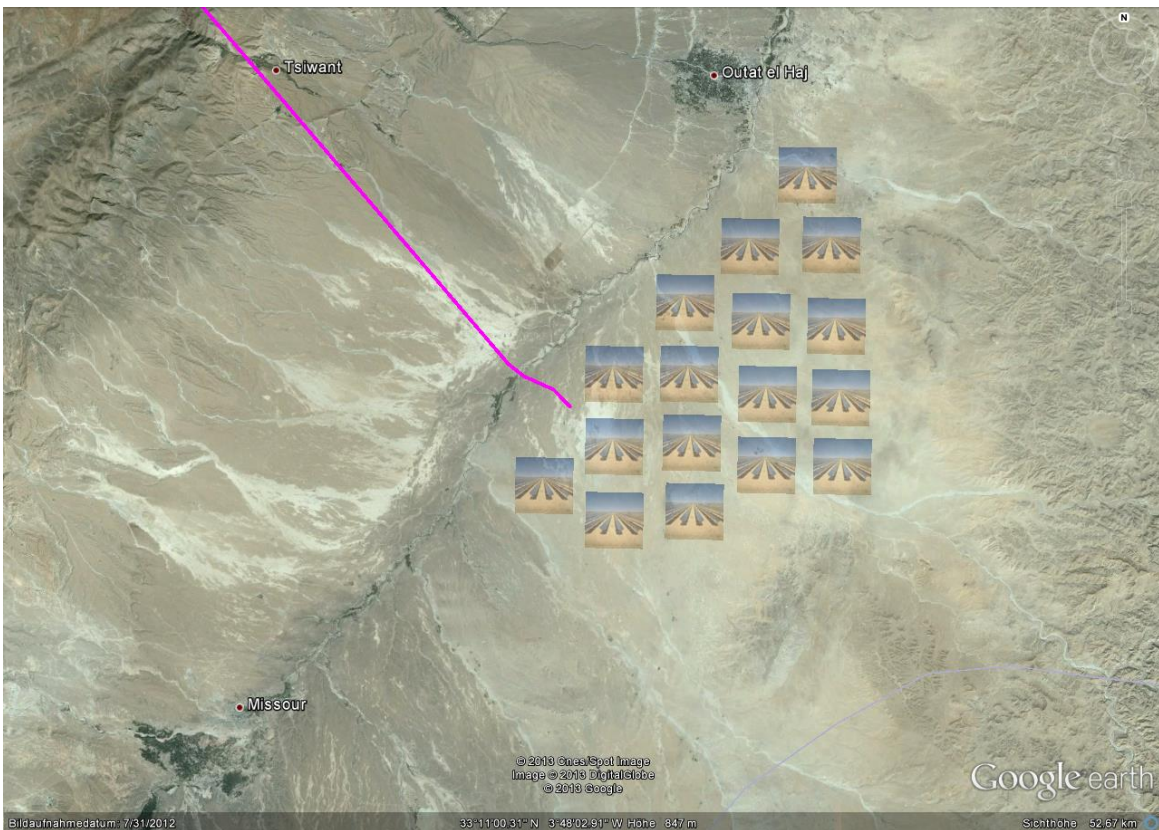 N
Tsiwant
Outat el Haj
Missour
© 2013 Cnes/Spot Image
Image © 2013 DigitalGlobe
© 2013 Google
Google earth
Bildaufnahmedatum: 7/31/2012 33°11'00.31" N 3°48'02.91" W Höhe 847 m Sichthöhe 52.67 km